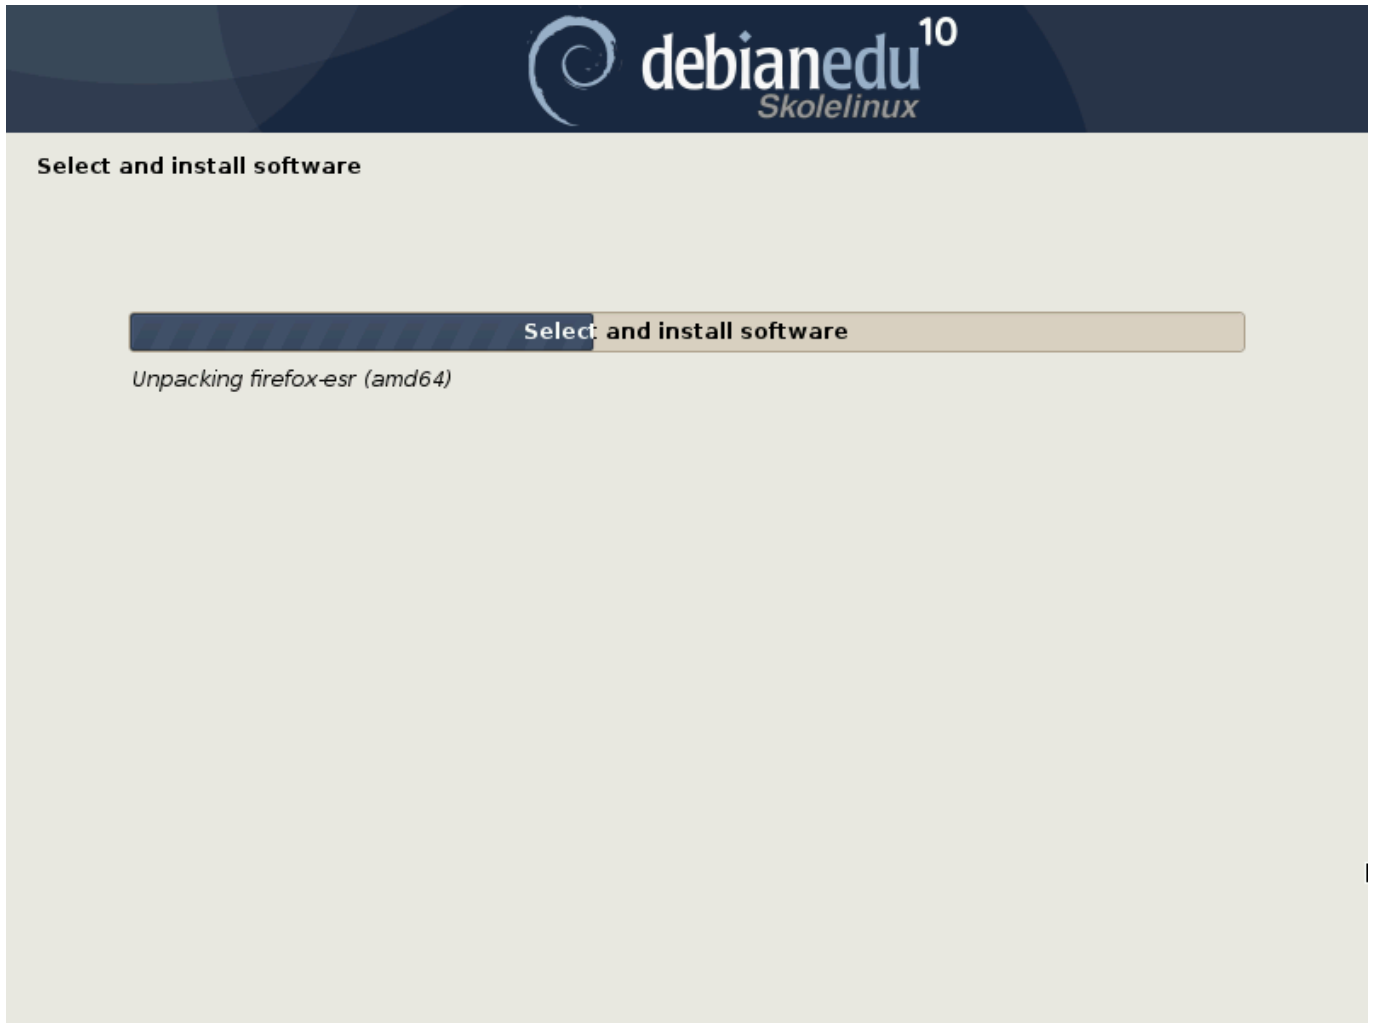 debianedu 10
Skolelinux
Select and install software
Select and install software
Unpacking firefox-esr (amd64)